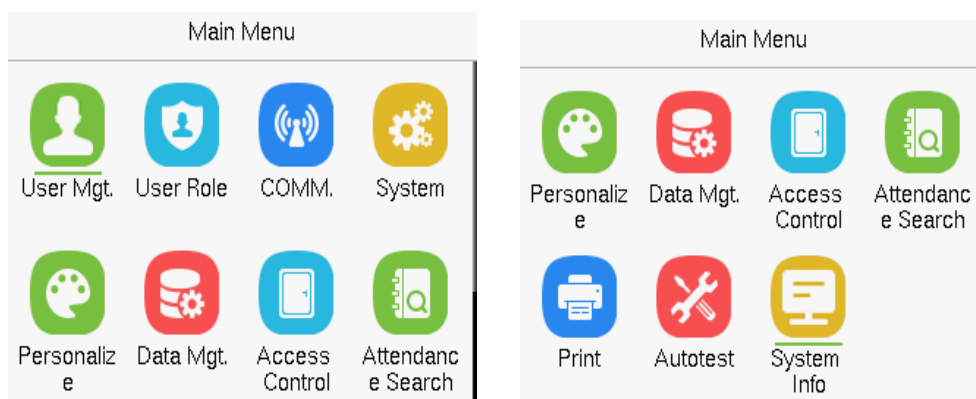 Main Menu
User Mgt.
User Role
COMM.
System
Personaliz
e
Data Mgt.
Access
Control
Attendanc
e Search
Main Menu
Personaliz
e
Data Mgt.
Access
Control
Attendanc
e Search
Print
Autotest
System
Info